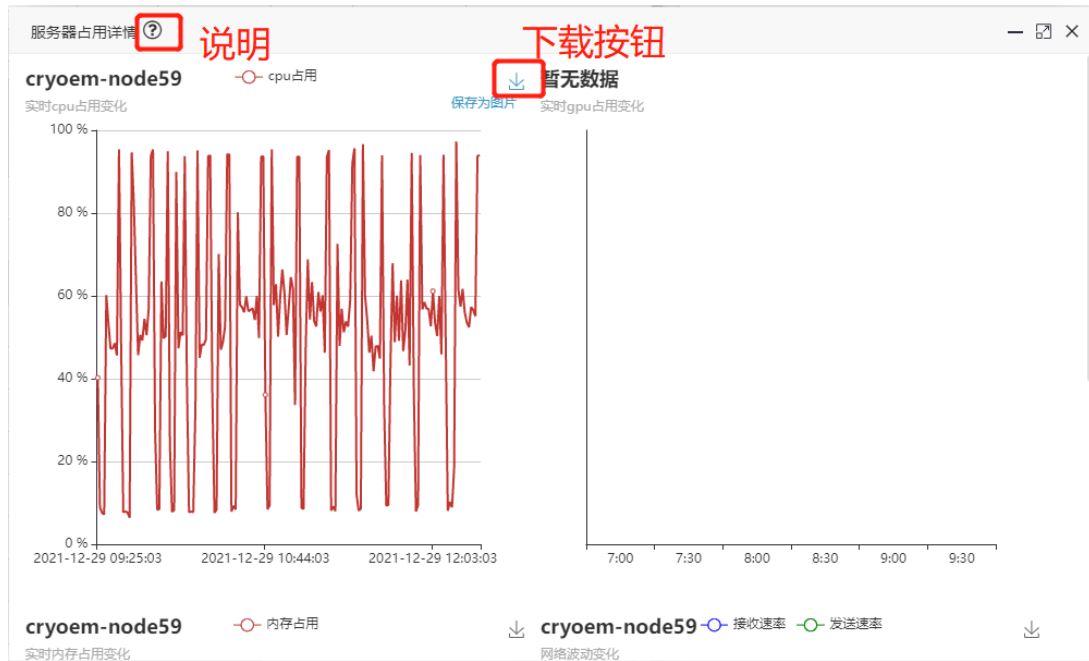 服务器占用详情
说明
下载按钮
cryoem-node59
cpu占用
实时cpu占用变化
保存为图片
100 %
80 %
60 %
40 %
20 %
0 %
2021-12-29 09:25:03
2021-12-29 10:44:03
2021-12-29 12:03:03
暂无数据
实时gpu占用变化
7:00
7:30
8:00
8:30
9:00
9:30
cryoem-node59
内存占用
实时内存占用变化
cryoem-node59
接收速率
发送速率
网络波动变化